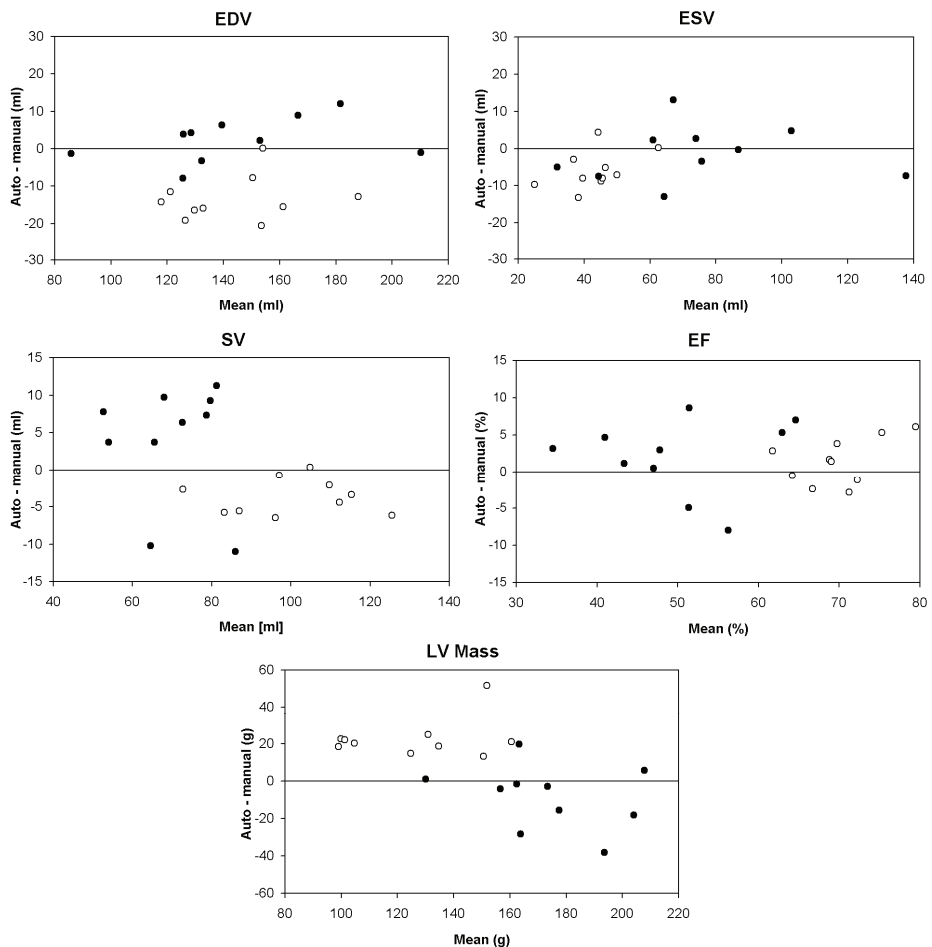 EDV
30
20
10
0
-10
-20
-30
Auto - manual (ml)
80 100 120 140 160 180 200 220
Mean (ml)
ESV
30
20
10
0
-10
-20
-30
Auto - manual (ml)
20 40 60 80 100 120 140
Mean (ml)
SV
15
10
5
0
-5
-10
-15
Auto - manual (ml)
40 60 80 100 120 140
Mean [ml]
EF
15
10
5
0
-5
-10
-15
Auto - manual (%)
30 40 50 60 70 80
Mean (%)
LV Mass
60
40
20
0
-20
-40
-60
Auto - manual (g)
80 100 120 140 160 180 200 220
Mean (g)